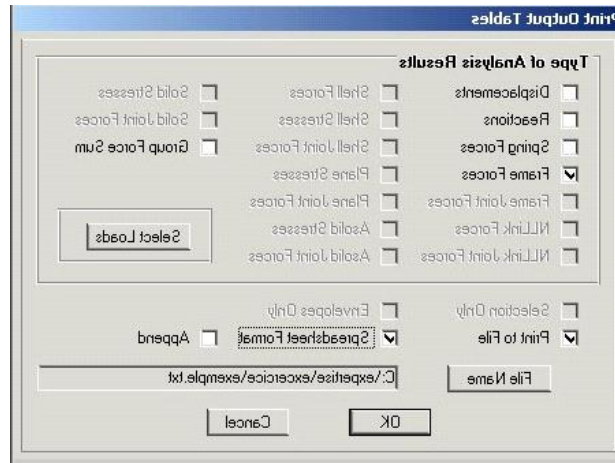 Print Output Tables
Type of Analysis Results
Displacements
Reactions
Spring Forces
Frame Forces
Frame Joint Forces
NLLink Forces
NLLink Joint Forces
Shell Forces
Shell Stresses
Shell Joint Forces
Plane Stresses
Plane Joint Forces
Asolid Stresses
Asolid Joint Forces
Solid Stresses
Solid Joint Forces
Group Force Sum
Select Loads
Selection Only
Envelopes Only
Print to File
Spreadsheet Format
Append
File Name
C:\expertise\excercice\exemple.txt
OK
Cancel